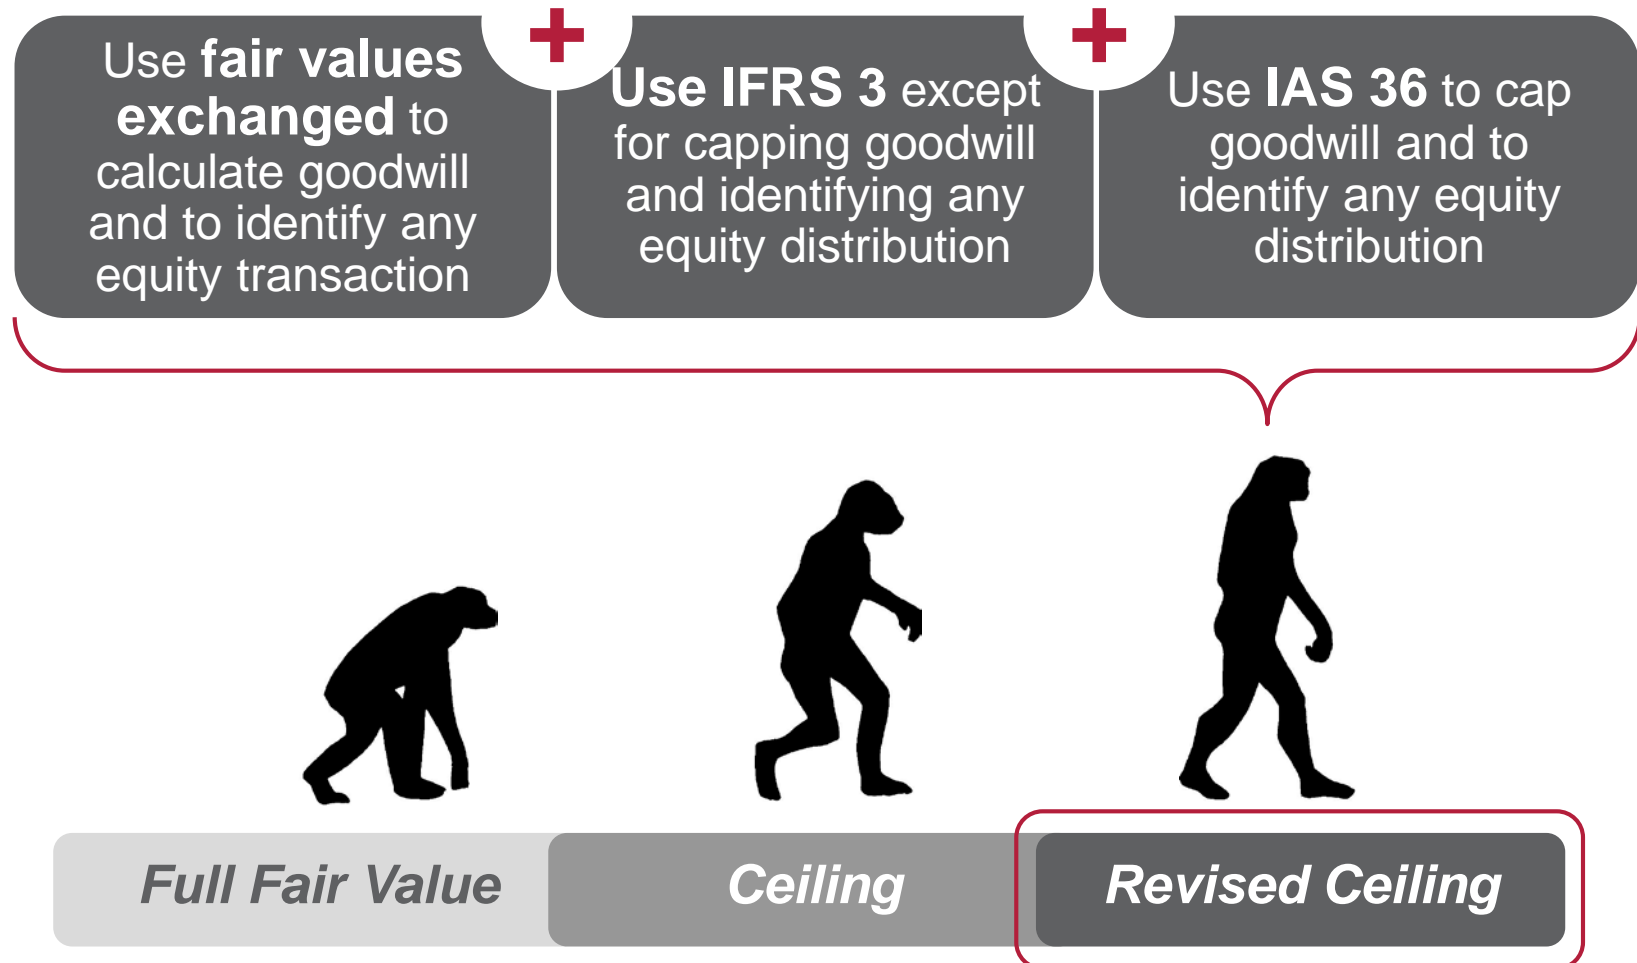 Use fair values
exchanged to
calculate goodwill
and to identify any
equity transaction
Use IFRS 3 except
for capping goodwill
and identifying any
equity distribution
Use IAS 36 to cap
goodwill and to
identify any equity
distribution
Full Fair Value
Ceiling
Revised Ceiling